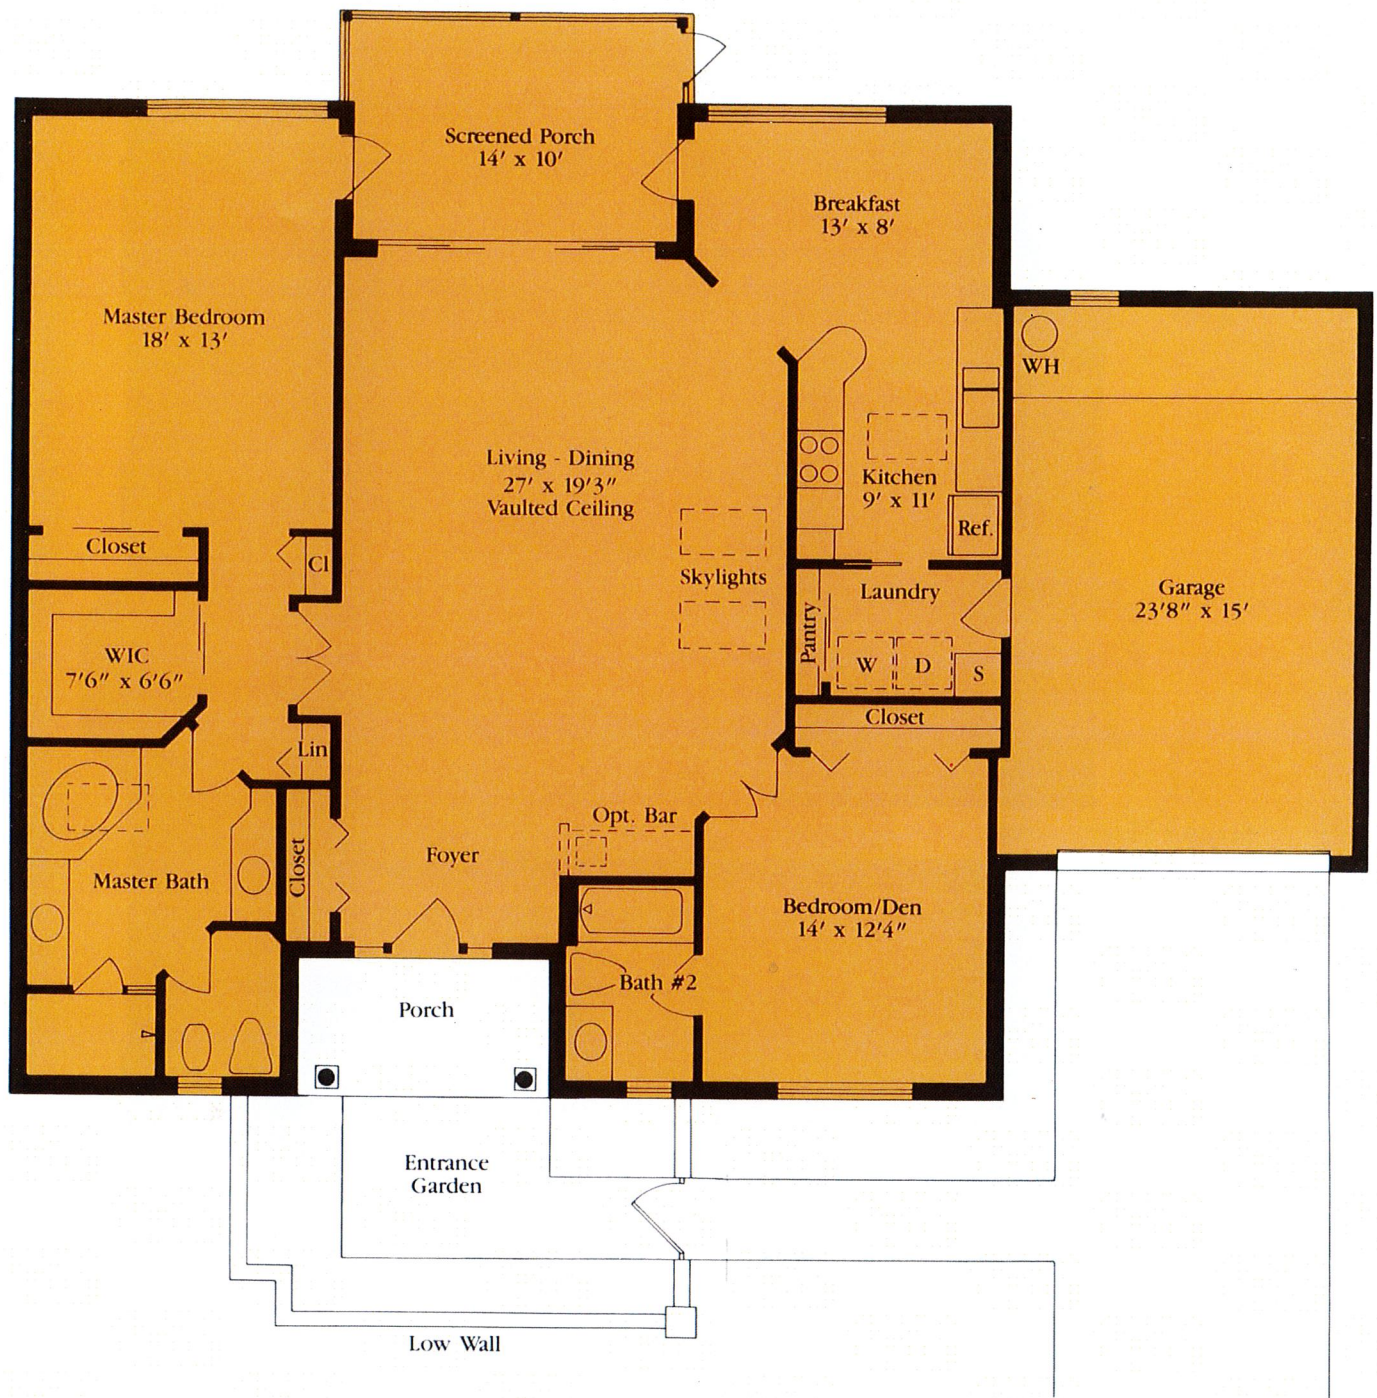 Screened Porch
14' x 10'
Breakfast
13' x 8'
Master Bedroom
18' x 13'
WH
Living - Dining
27' x 19'3"
Vaulted Ceiling
Kitchen
9' x 11'
Ref.
Closet
Cl
Skylights
Laundry
Garage
23'8" x 15'
Pantry
WIC
7'6" x 6'6"
W
D
S
Closet
Lin
Opt. Bar
Foyer
Closet
Master Bath
Bedroom/Den
14' x 12'4"
Bath #2
Porch
Entrance
Garden
Low Wall